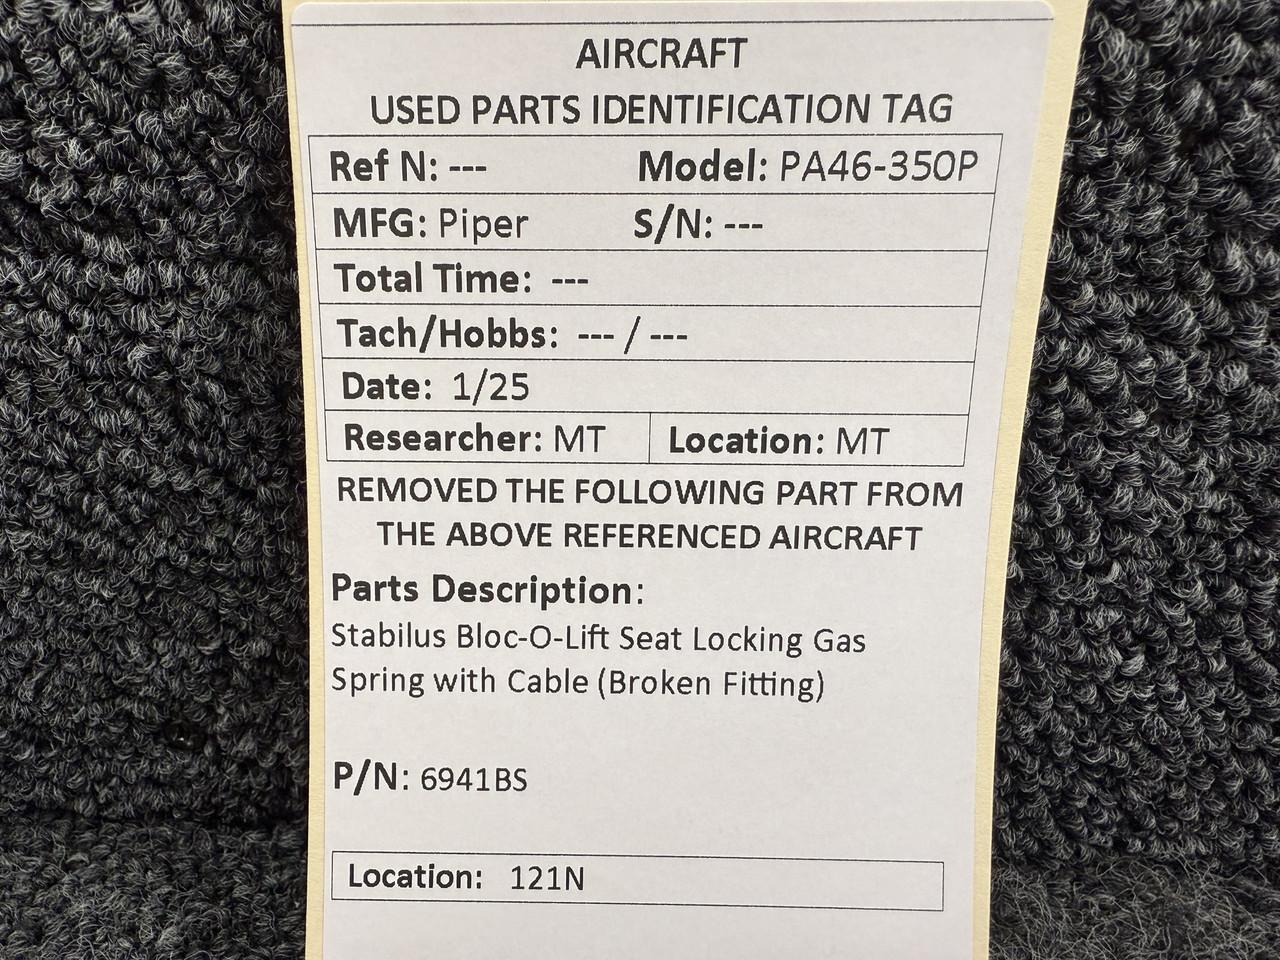 AIRCRAFT
USED PARTS IDENTIFICATION TAG
Ref N: --- Model: PA46-350P
MFG: Piper S/N: ---
Total Time: ---
Tach/Hobbs: --- / ---
Date: 1/25
Researcher: MT Location: MT
REMOVED THE FOLLOWING PART FROM
THE ABOVE REFERENCED AIRCRAFT
Parts Description:
Stabilus Bloc-O-Lift Seat Locking Gas
Spring with Cable (Broken Fitting)
P/N: 6941BS
Location: 121N